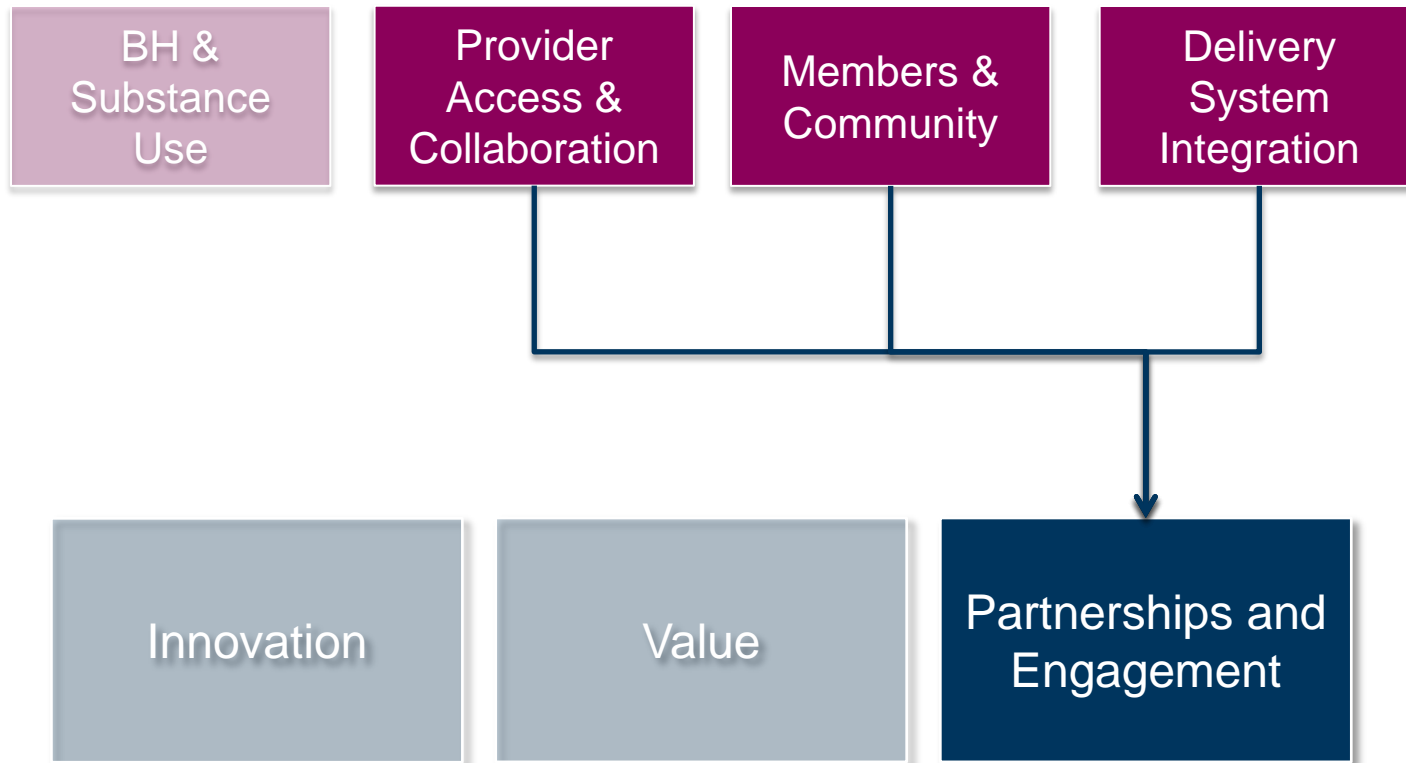 BH &
Substance
Use
Provider
Access &
Collaboration
Members &
Community
Delivery
System
Integration
Innovation
Value
Partnerships and
Engagement